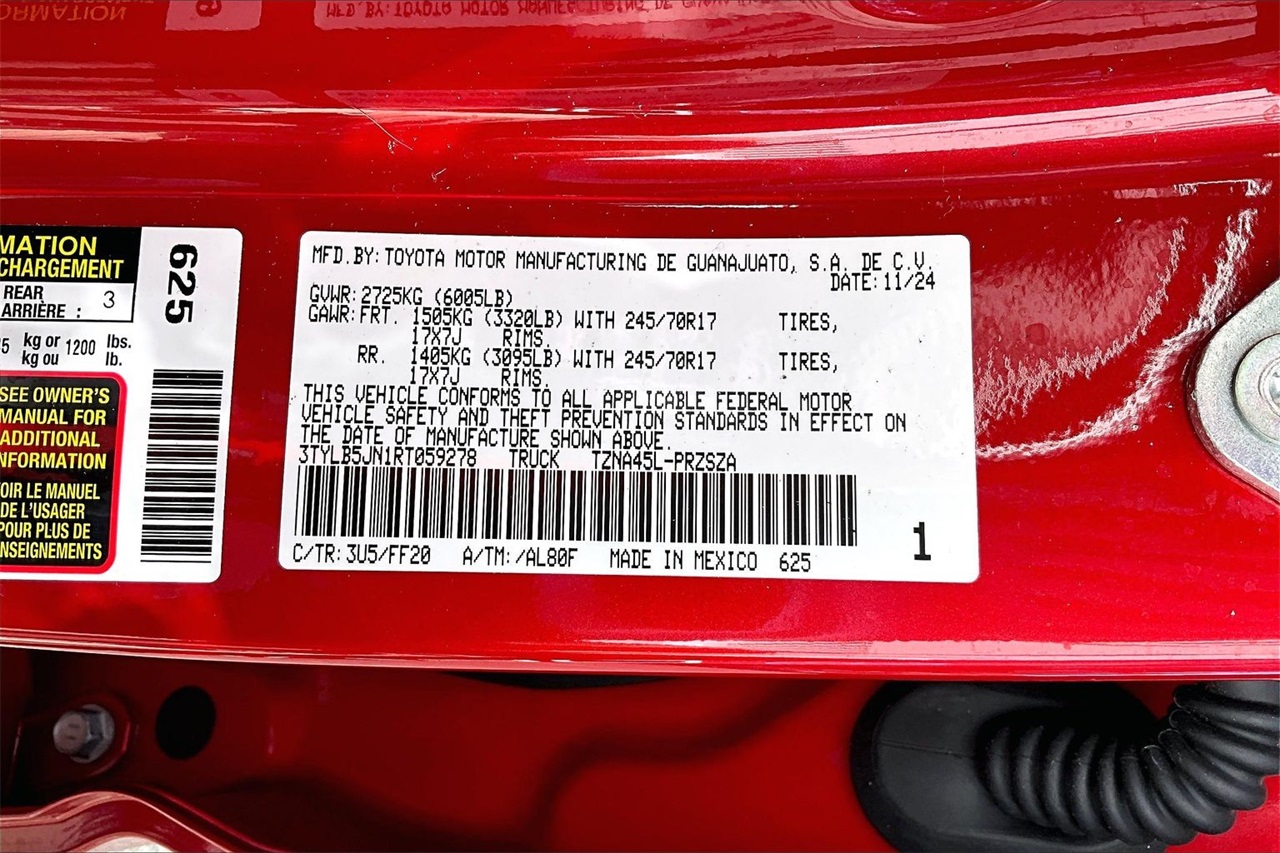 MATION
CHARGEMENT
REAR
ARRIÈRE : 3
5 kg or 1200 lbs.
kg ou lb.
SEE OWNER'S
MANUAL FOR
ADDITIONAL
NFORMATION
OIR LE MANUEL
DE L'USAGER
POUR PLUS DE
NSEIGNEMENTS
625
MFD.BY:TOYOTA MOTOR MANUFACTURING DE GUANAJUATO, S.A. DE C.V.
DATE:11/24
GVWR:2725KG (6005LB)
GAWR:FRT. 1505KG (3320LB) WITH 245/70R17 TIRES,
17X7J RIMS.
RR. 1405KG (3095LB) WITH 245/70R17 TIRES,
17X7J RIMS.
THIS VEHICLE CONFORMS TO ALL APPLICABLE FEDERAL MOTOR
VEHICLE SAFETY AND THEFT PREVENTION STANDARDS IN EFFECT ON
THE DATE OF MANUFACTURE SHOWN ABOVE.
3TYLB5JN1RT059278 TRUCK TZNA45L-PRZSZA
C/TR:3U5/FF20 A/TM:/AL80F MADE IN MEXICO 625
1